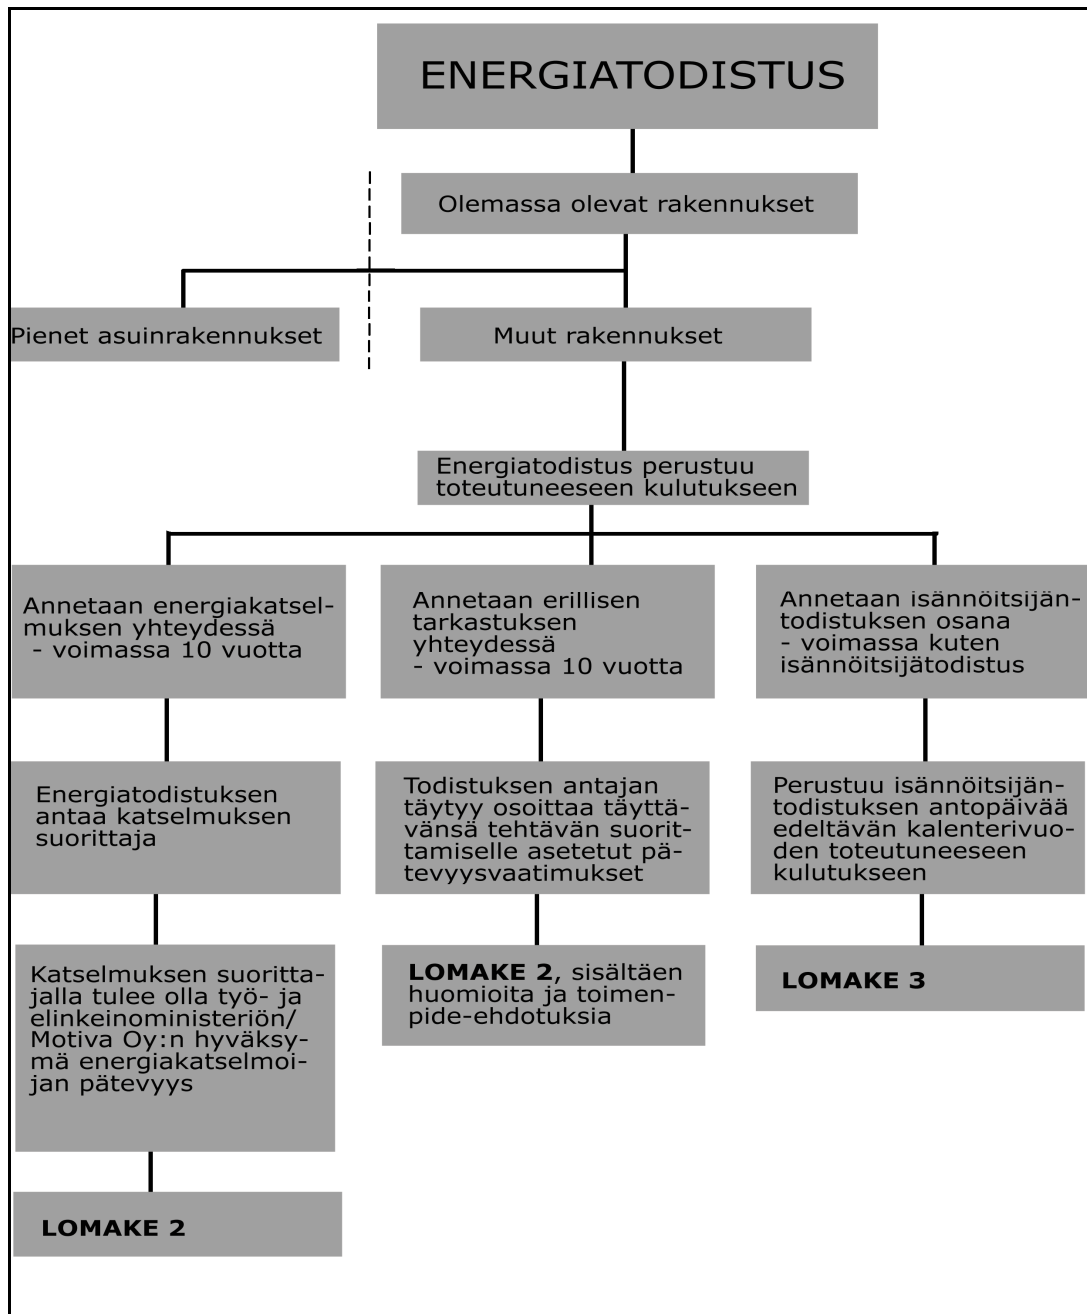 ENERGIATODISTUS
Olemassa olevat rakennukset
Pienet asuinrakennukset
Muut rakennukset
Energiatodistus perustuu
toteutuneeseen kulutukseen
Annetaan energiakatsel-
muksen yhteydessä
- voimassa 10 vuotta
Annetaan erillisen
tarkastuksen
yhteydessä
- voimassa 10 vuotta
Annetaan isännöitsijän-
todistuksen osana
- voimassa kuten
isännöitsijätodistus
Energiatodistuksen
antaa katselmuksen
suorittaja
Todistuksen antajan
täytyy osoittaa täyttä-
vänsä tehtävän suorit-
tamiselle asetetut pä-
tevyysvaatimukset
Perustuu isännöitsijän-
todistuksen antopäivää
edeltävän kalenterivuo-
den toteutuneeseen
kulutukseen
Katselmuksen suoritta-
jalla tulee olla työ- ja
elinkeinoministeriön/
Motiva Oy:n hyväksy-
mä energiakatselmoi-
jan pätevyys
LOMAKE 2, sisältäen
huomioita ja toimen-
pide-ehdotuksia
LOMAKE 3
LOMAKE 2